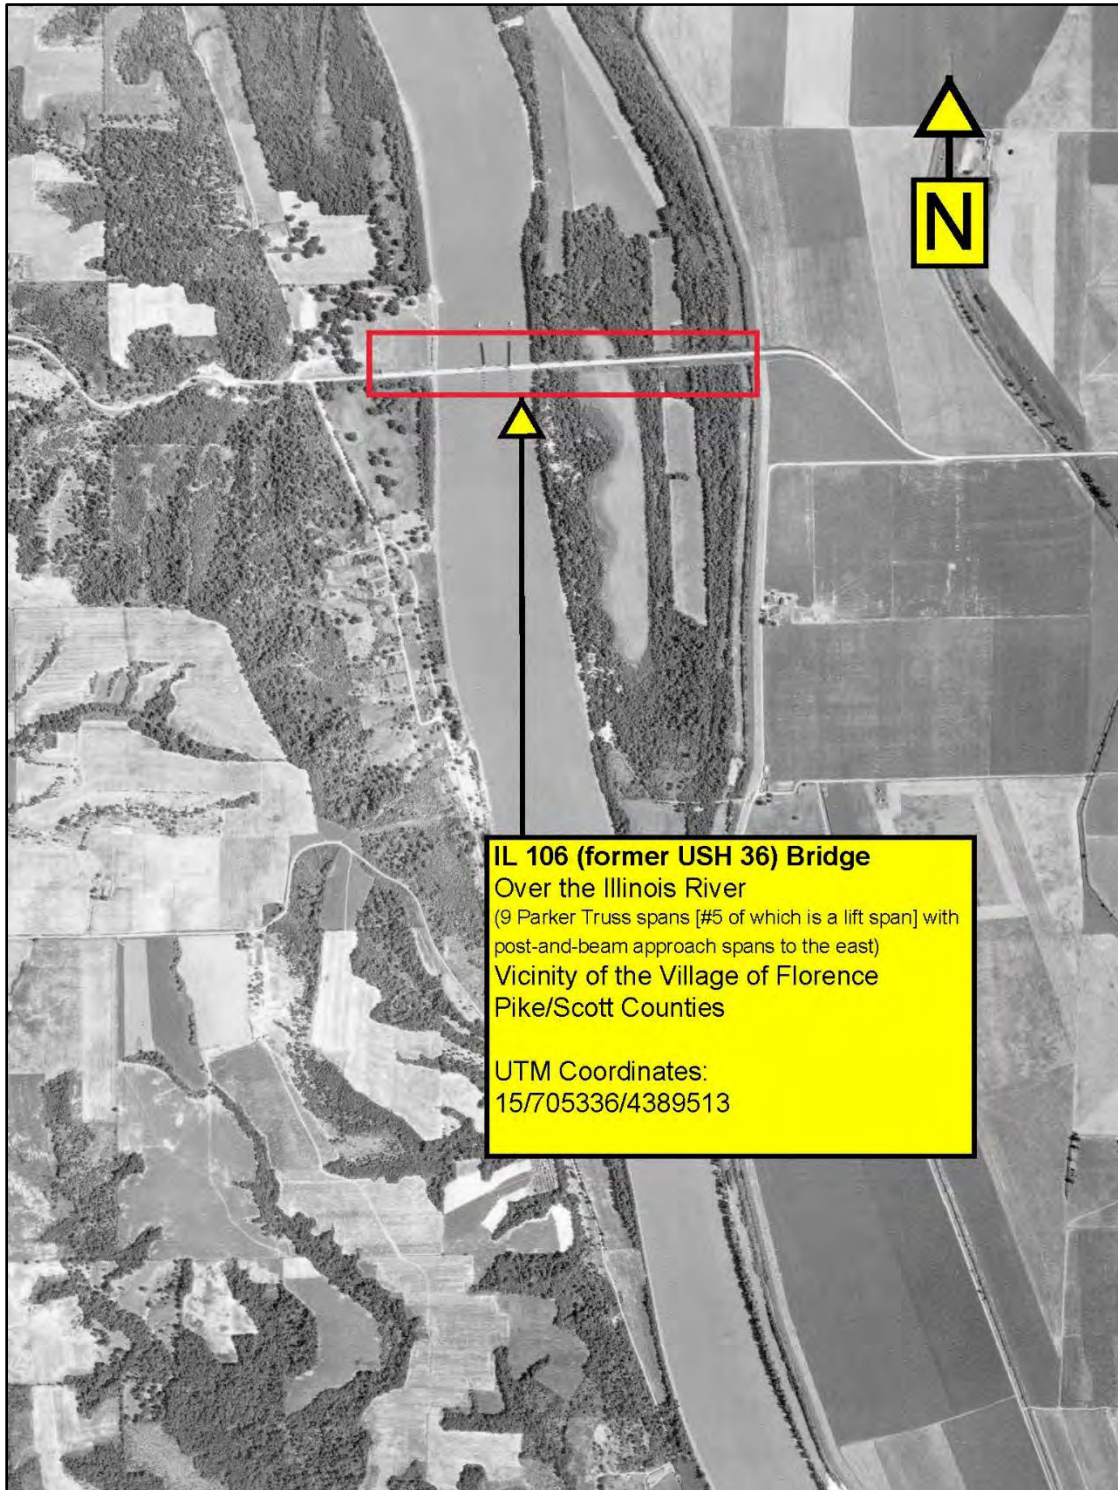 N
IL 106 (former USH 36) Bridge
Over the Illinois River
(9 Parker Truss spans [#5 of which is a lift span] with
post-and-beam approach spans to the east)
Vicinity of the Village of Florence
Pike/Scott Counties
UTM Coordinates:
15/705336/4389513